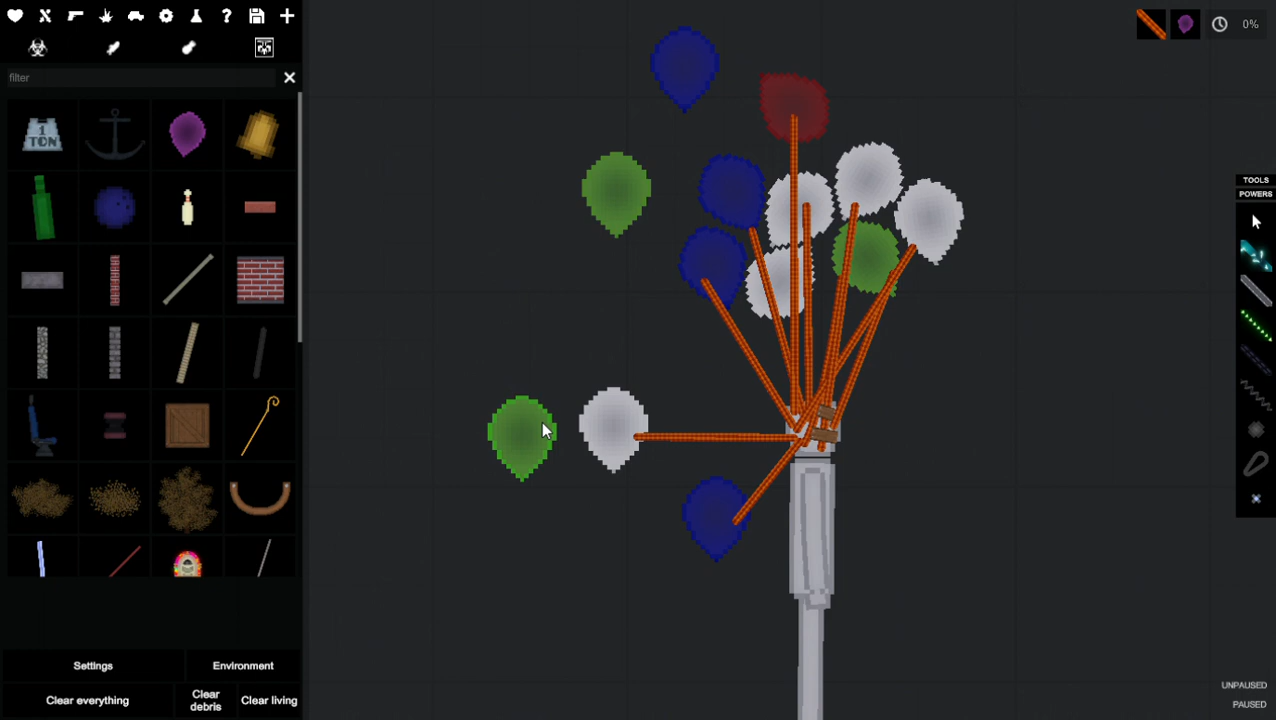 0%
filter
1
TON
TOOLS
POWERS
Settings
Environment
Clear everything
Clear
debris
Clear living
UNPAUSED
PAUSED